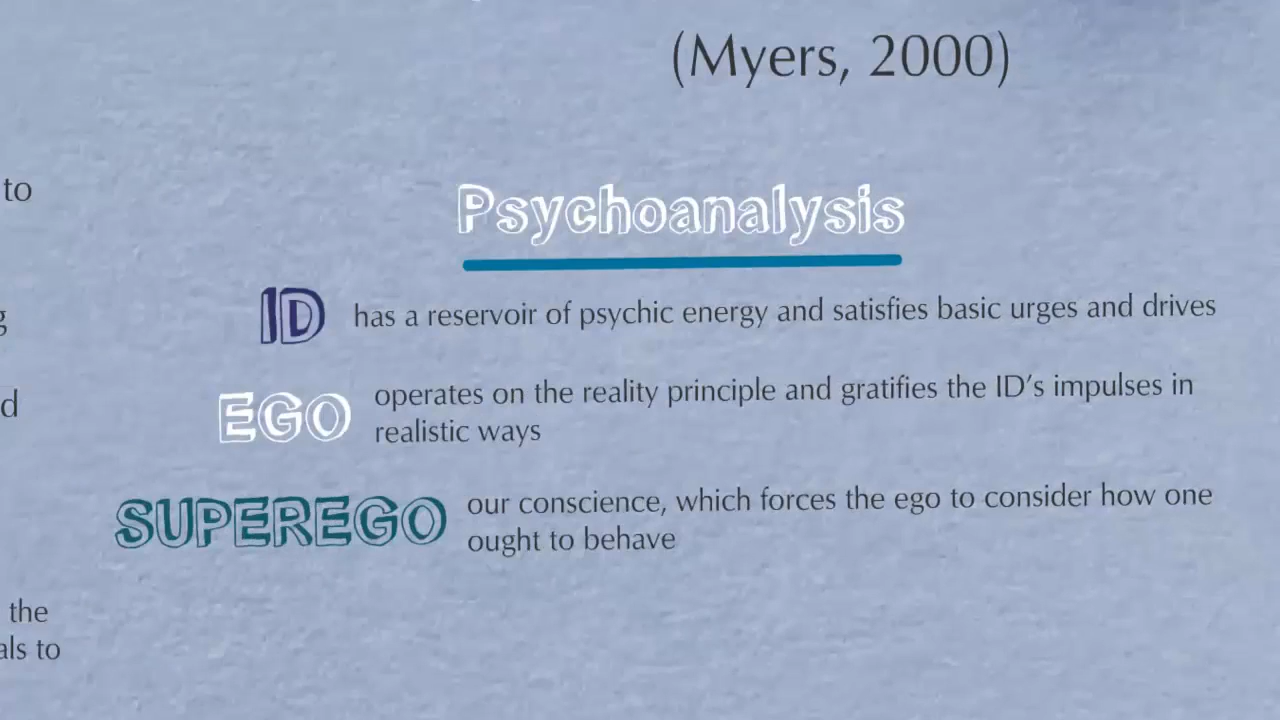 (Myers, 2000)
to
Psychoanalysis
ID has a reservoir of psychic energy and satisfies basic urges and drives
g
d
EGO operates on the reality principle and gratifies the ID's impulses in
realistic ways
SUPEREGO our conscience, which forces the ego to consider how one
ought to behave
the
als to